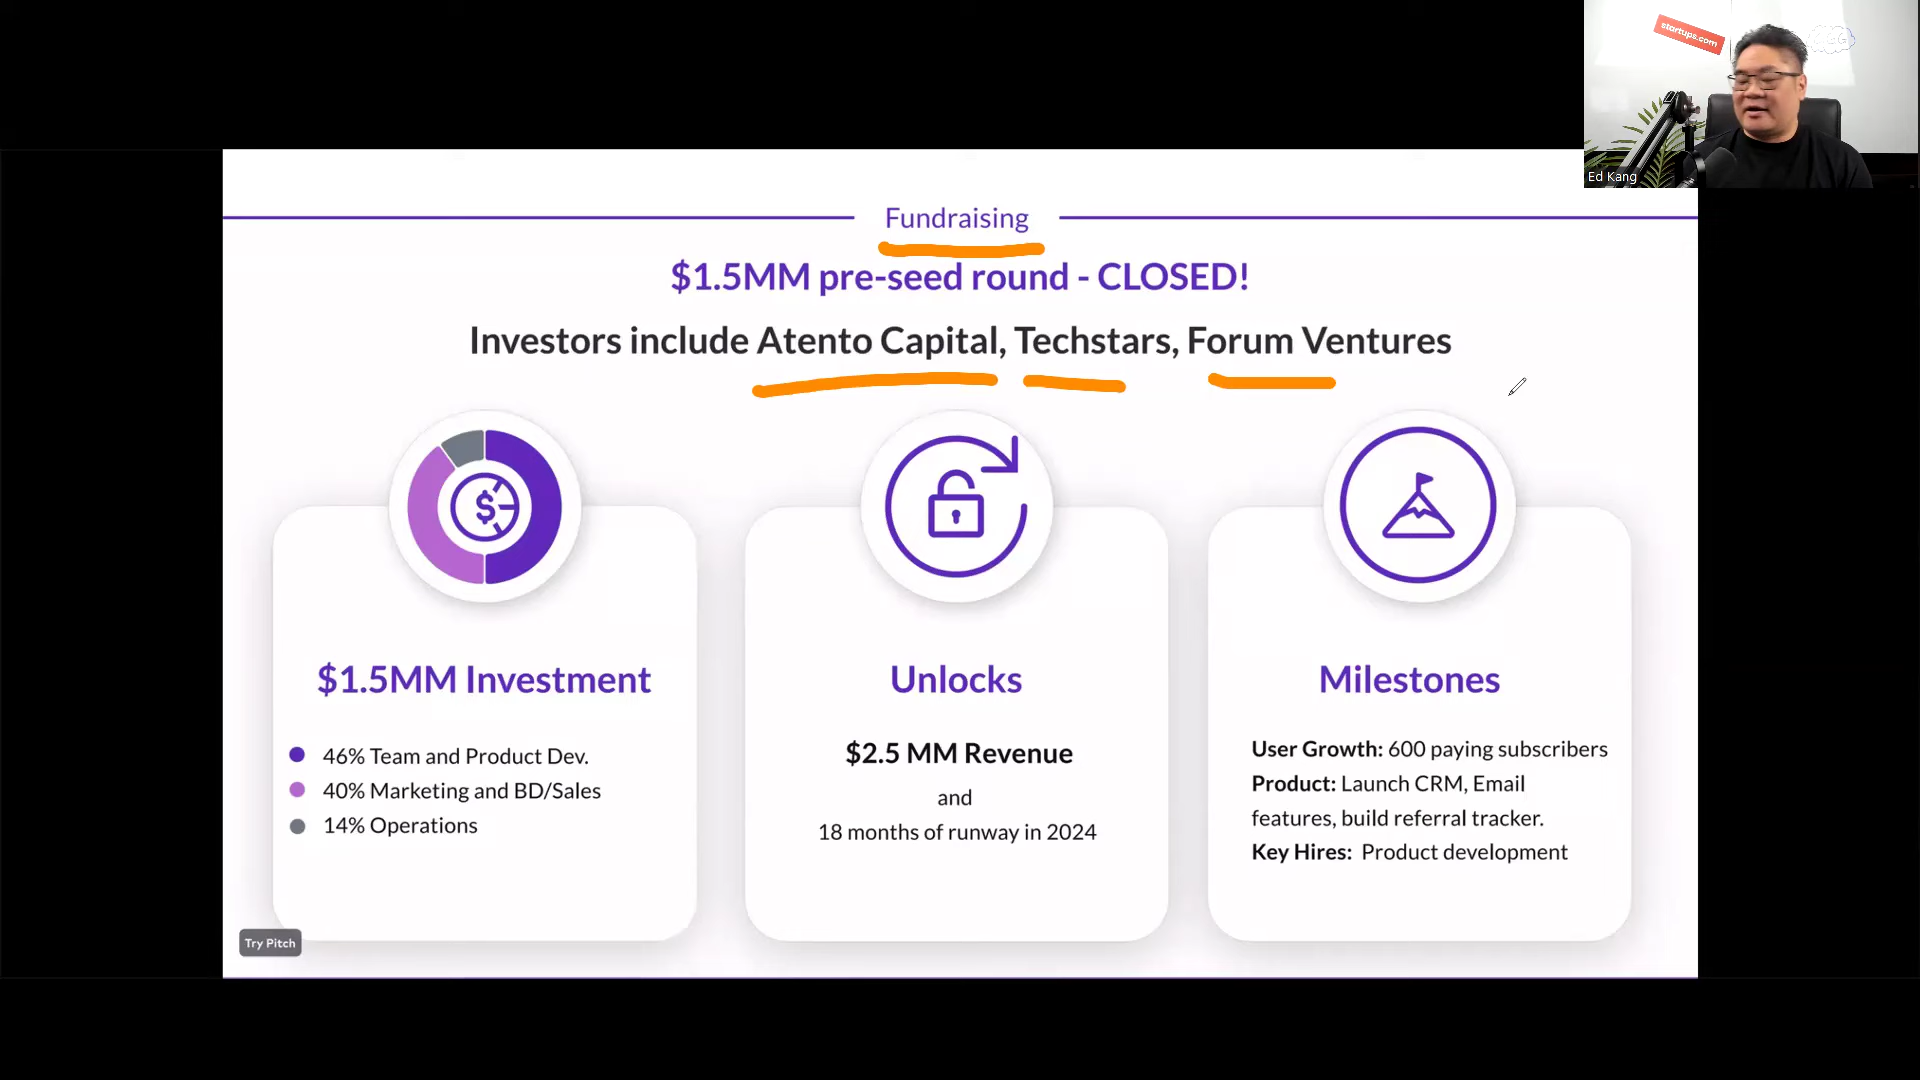 startups.com
Ed Kang
Fundraising
$1.5MM pre-seed round - CLOSED!
Investors include Atento Capital, Techstars, Forum Ventures
$
$1.5MM Investment
46% Team and Product Dev.
40% Marketing and BD/Sales
14% Operations
Unlocks
$2.5 MM Revenue
and
18 months of runway in 2024
Milestones
User Growth: 600 paying subscribers
Product: Launch CRM, Email
features, build referral tracker.
Key Hires: Product development
Try Pitch